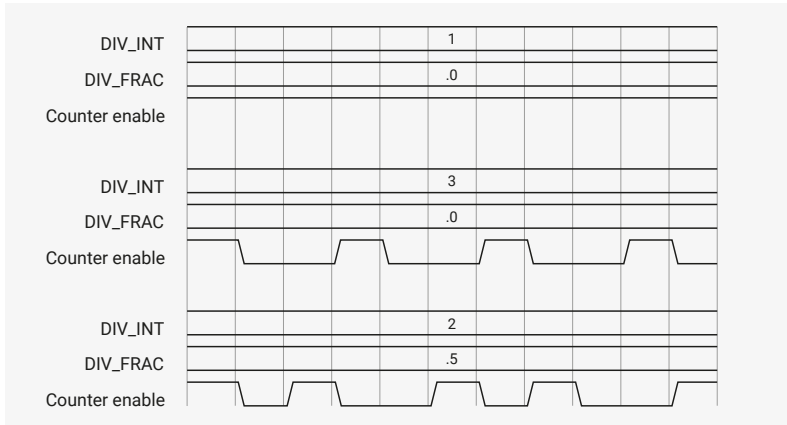 DIV_INT 1
DIV_FRAC .0
Counter enable
DIV_INT 3
DIV_FRAC .0
Counter enable
DIV_INT 2
DIV_FRAC .5
Counter enable